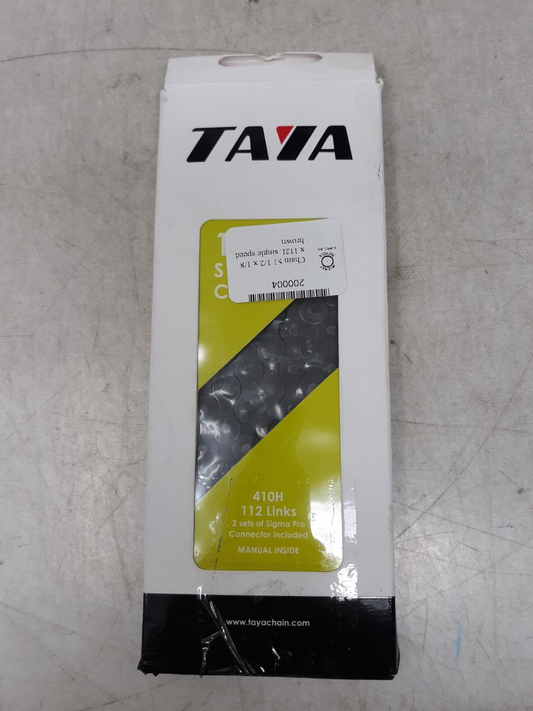 TAYA
200004
Chain S1 1/2 x 1/8
x 112L single speed
brown
410H
112 Links
2 sets of Sigma Pro
Connector Included
MANUAL INSIDE
www.tayachain.com